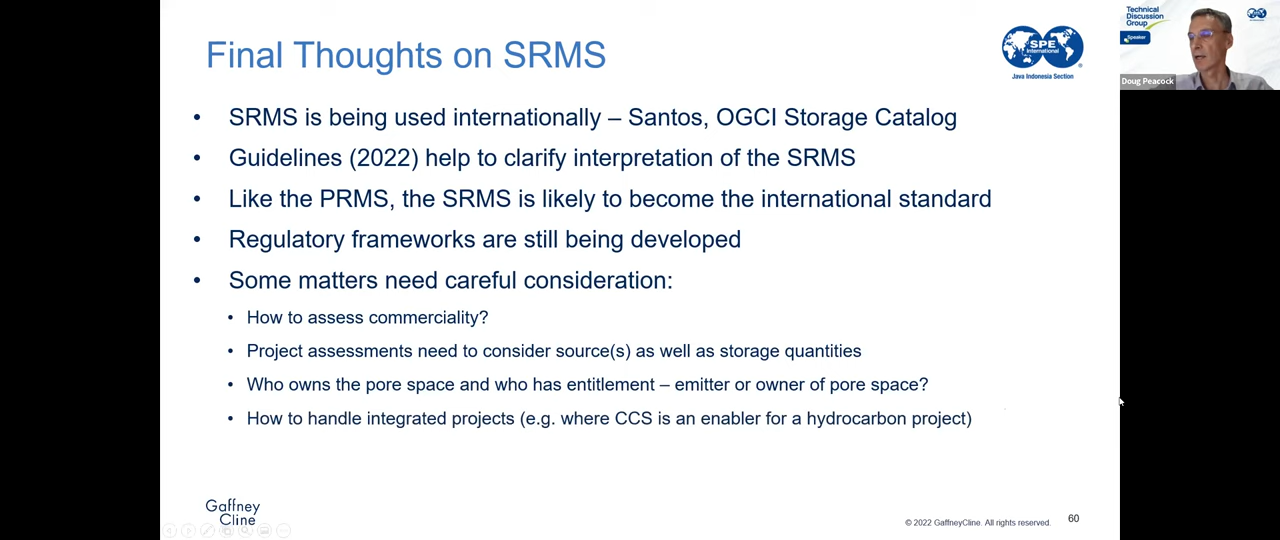 Final Thoughts on SRMS
SPE
International
Java Indonesia Section
• SRMS is being used internationally – Santos, OGCI Storage Catalog
• Guidelines (2022) help to clarify interpretation of the SRMS
• Like the PRMS, the SRMS is likely to become the international standard
• Regulatory frameworks are still being developed
• Some matters need careful consideration:
• How to assess commerciality?
• Project assessments need to consider source(s) as well as storage quantities
• Who owns the pore space and who has entitlement – emitter or owner of pore space?
• How to handle integrated projects (e.g. where CCS is an enabler for a hydrocarbon project)
Gaffney
Cline
© 2022 GaffneyCline. All rights reserved.
60
Technical
Discussion
Group
Speaker
Doug Peacock